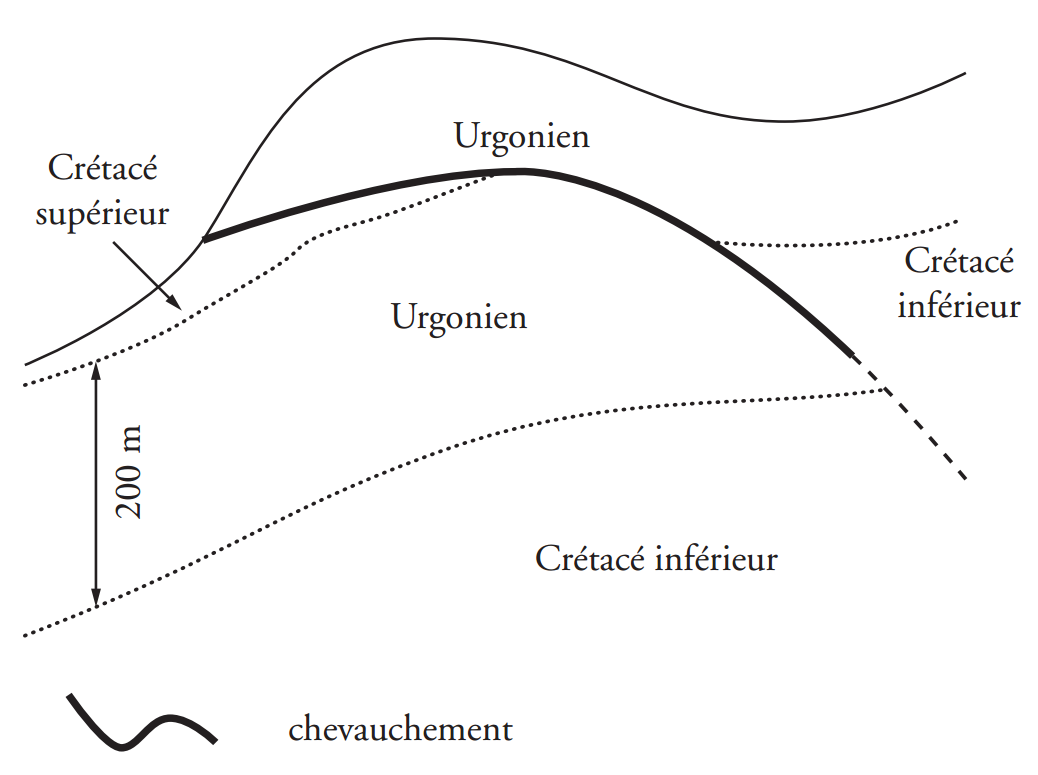 Urgonien
Crétacé
supérieur
Crétacé
inférieur
Urgonien
200 m
Crétacé inférieur
chevauchement